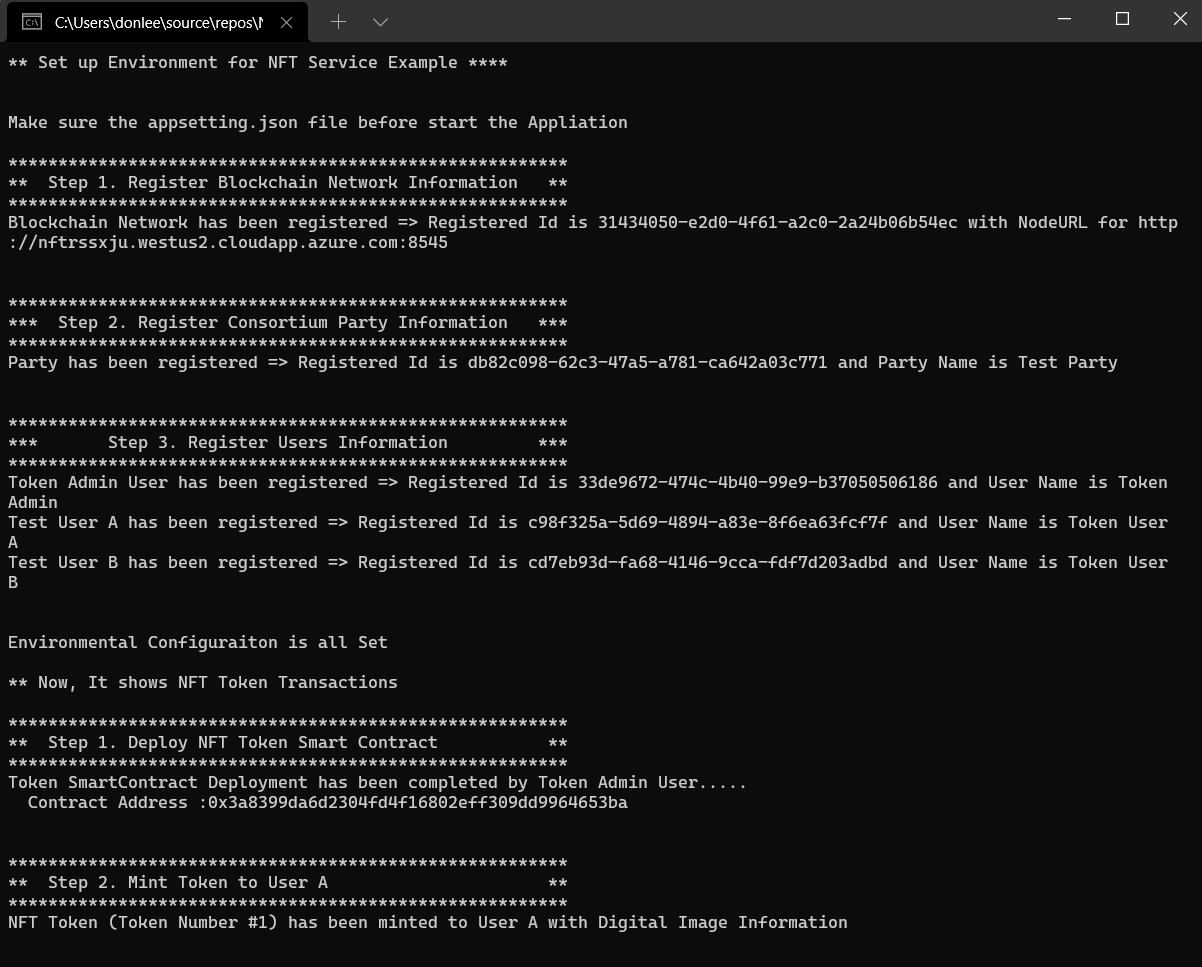 C:\Users\donlee\source\repos\N
** Set up Environment for NFT Service Example ****
Make sure the appsetting.json file before start the Appliation
********************************************************
**  Step 1. Register Blockchain Network Information   **
********************************************************
Blockchain Network has been registered => Registered Id is 31434050-e2d0-4f61-a2c0-2a24b06b54ec with NodeURL for http
://nftrssxju.westus2.cloudapp.azure.com:8545
********************************************************
***  Step 2. Register Consortium Party Information   ***
********************************************************
Party has been registered => Registered Id is db82c098-62c3-47a5-a781-ca642a03c771 and Party Name is Test Party
********************************************************
***       Step 3. Register Users Information         ***
********************************************************
Token Admin User has been registered => Registered Id is 33de9672-474c-4b40-99e9-b37050506186 and User Name is Token
Admin
Test User A has been registered => Registered Id is c98f325a-5d69-4894-a83e-8f6ea63fcf7f and User Name is Token User
A
Test User B has been registered => Registered Id is cd7eb93d-fa68-4146-9cca-fdf7d203adbd and User Name is Token User
B
Environmental Configuraiton is all Set
** Now, It shows NFT Token Transactions
********************************************************
**  Step 1. Deploy NFT Token Smart Contract           **
********************************************************
Token SmartContract Deployment has been completed by Token Admin User.....
  Contract Address :0x3a8399da6d2304fd4f16802eff309dd9964653ba
********************************************************
**  Step 2. Mint Token to User A                      **
********************************************************
NFT Token (Token Number #1) has been minted to User A with Digital Image Information